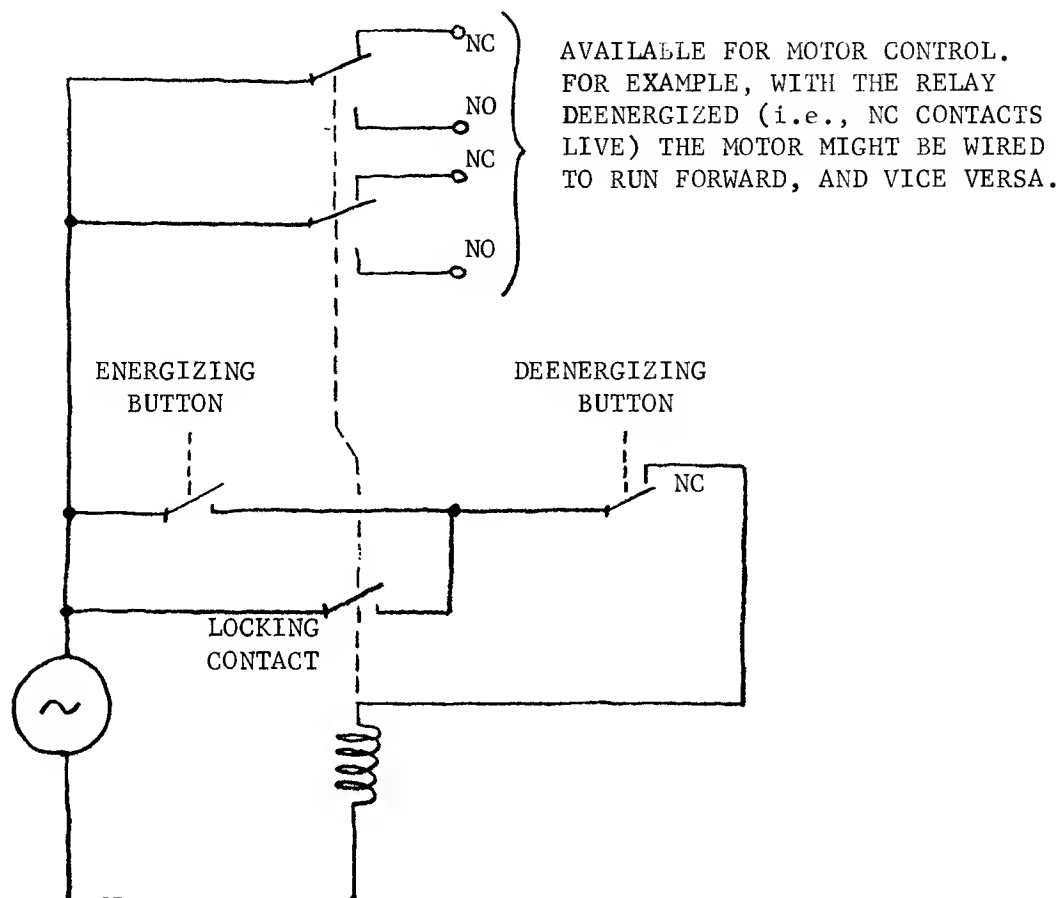 NC
NO
NC
NO
AVAILABLE FOR MOTOR CONTROL.
FOR EXAMPLE, WITH THE RELAY
DEENERGIZED (i.e., NC CONTACTS
LIVE) THE MOTOR MIGHT BE WIRED
TO RUN FORWARD, AND VICE VERSA.
ENERGIZING
BUTTON
DEENERGIZING
BUTTON
NC
LOCKING
CONTACT